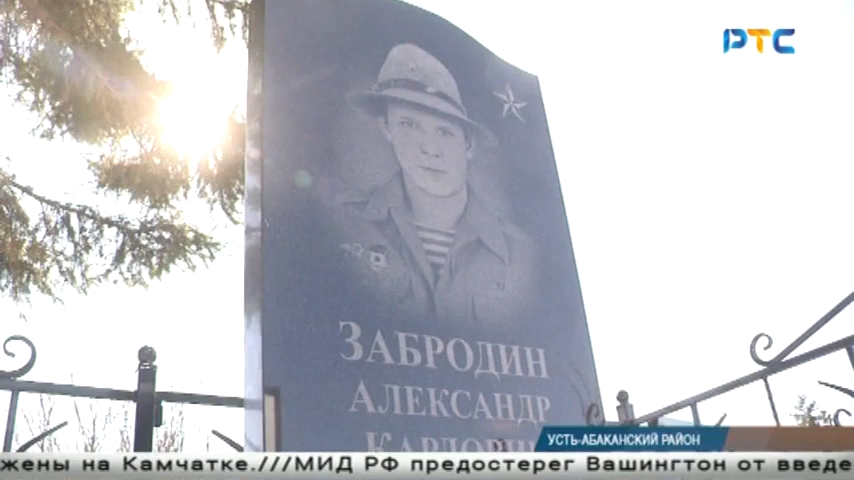 РТС
ЗАБРОДИН
АЛЕКСАНДР
УСТЬ-АБАКАНСКИЙ РАЙОН
жены на Камчатке.///МИД РФ предостерег Вашингтон от введе